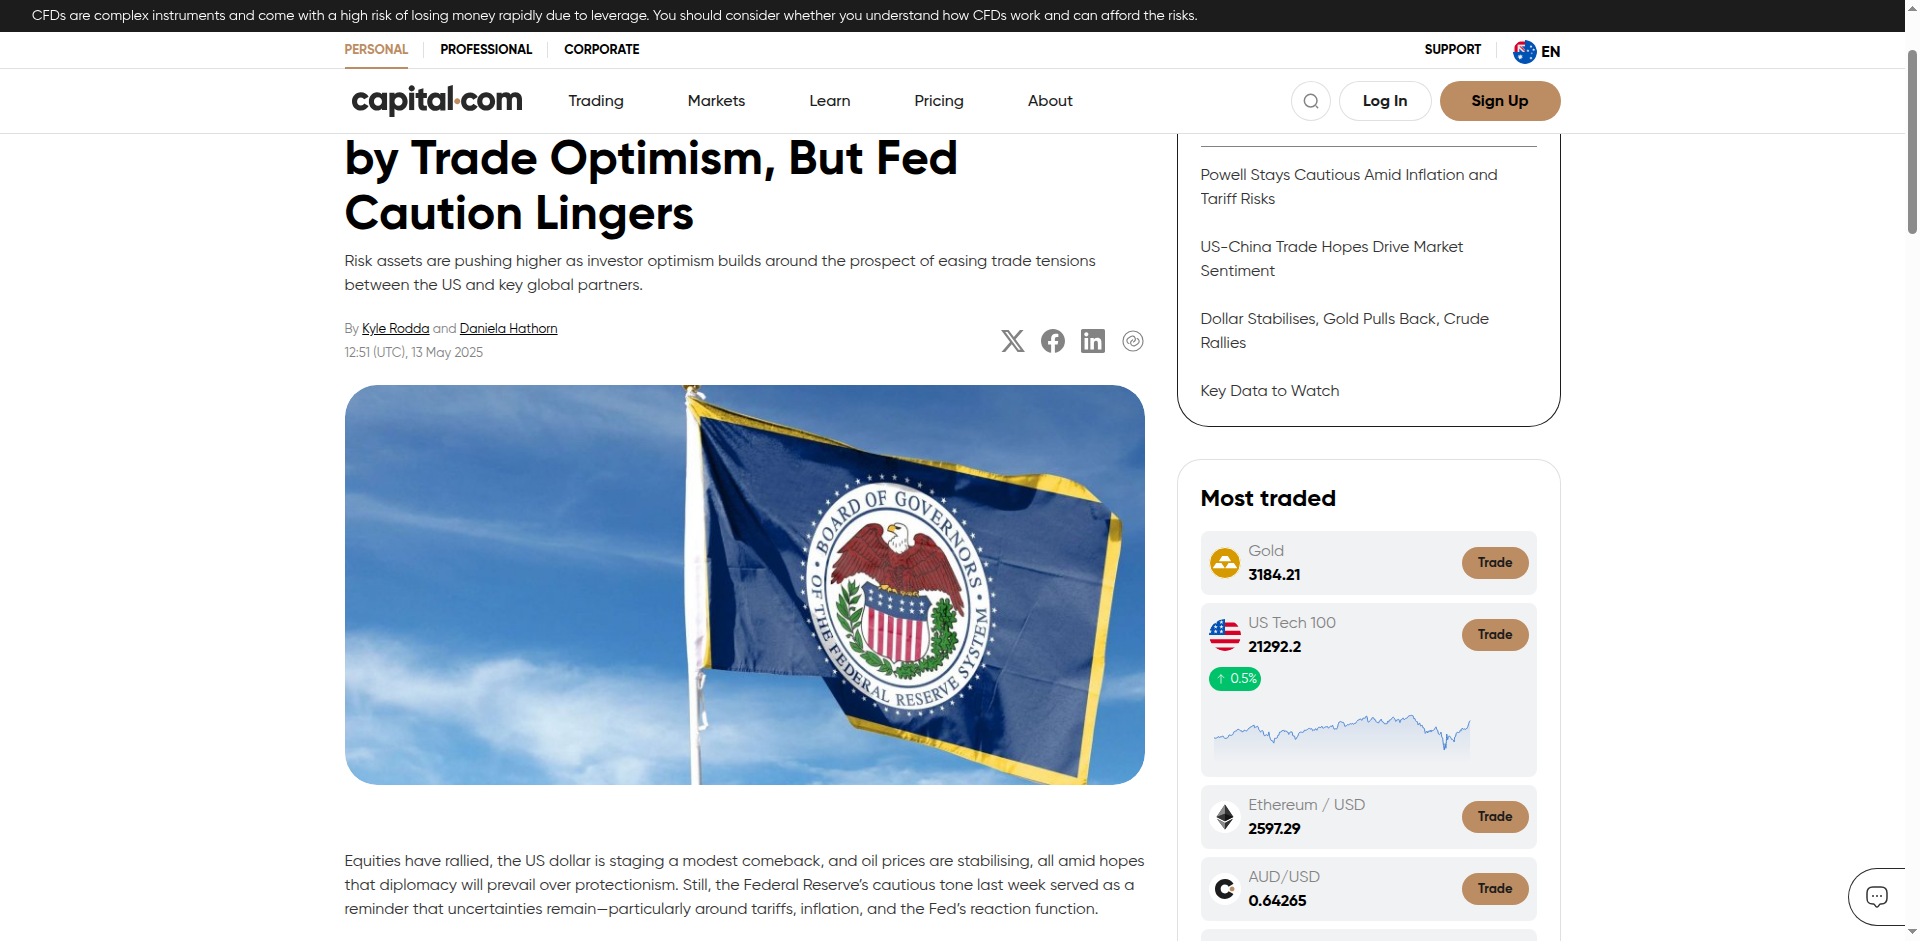 CFDs are complex instruments and come with a high risk of losing money rapidly due to leverage. You should consider whether you understand how CFDs work and can afford the risks.
PERSONAL
PROFESSIONAL
CORPORATE
SUPPORT
EN
capital.com
Trading
Markets
Learn
Pricing
About
Log In
Sign Up
by Trade Optimism, But Fed
Caution Lingers
Risk assets are pushing higher as investor optimism builds around the prospect of easing trade tensions
between the US and key global partners.
By Kyle Rodda and Daniela Hathorn
12:51 (UTC), 13 May 2025
BOARD OF GOVERNORS
OF THE FEDERAL RESERVE SYSTEM
Equities have rallied, the US dollar is staging a modest comeback, and oil prices are stabilising, all amid hopes
that diplomacy will prevail over protectionism. Still, the Federal Reserve’s cautious tone last week served as a
reminder that uncertainties remain—particularly around tariffs, inflation, and the Fed’s reaction function.
Powell Stays Cautious Amid Inflation and
Tariff Risks
US-China Trade Hopes Drive Market
Sentiment
Dollar Stabilises, Gold Pulls Back, Crude
Rallies
Key Data to Watch
Most traded
Gold
3184.21
Trade
US Tech 100
21292.2
Trade
↑ 0.5%
Ethereum / USD
2597.29
Trade
AUD/USD
0.64265
Trade